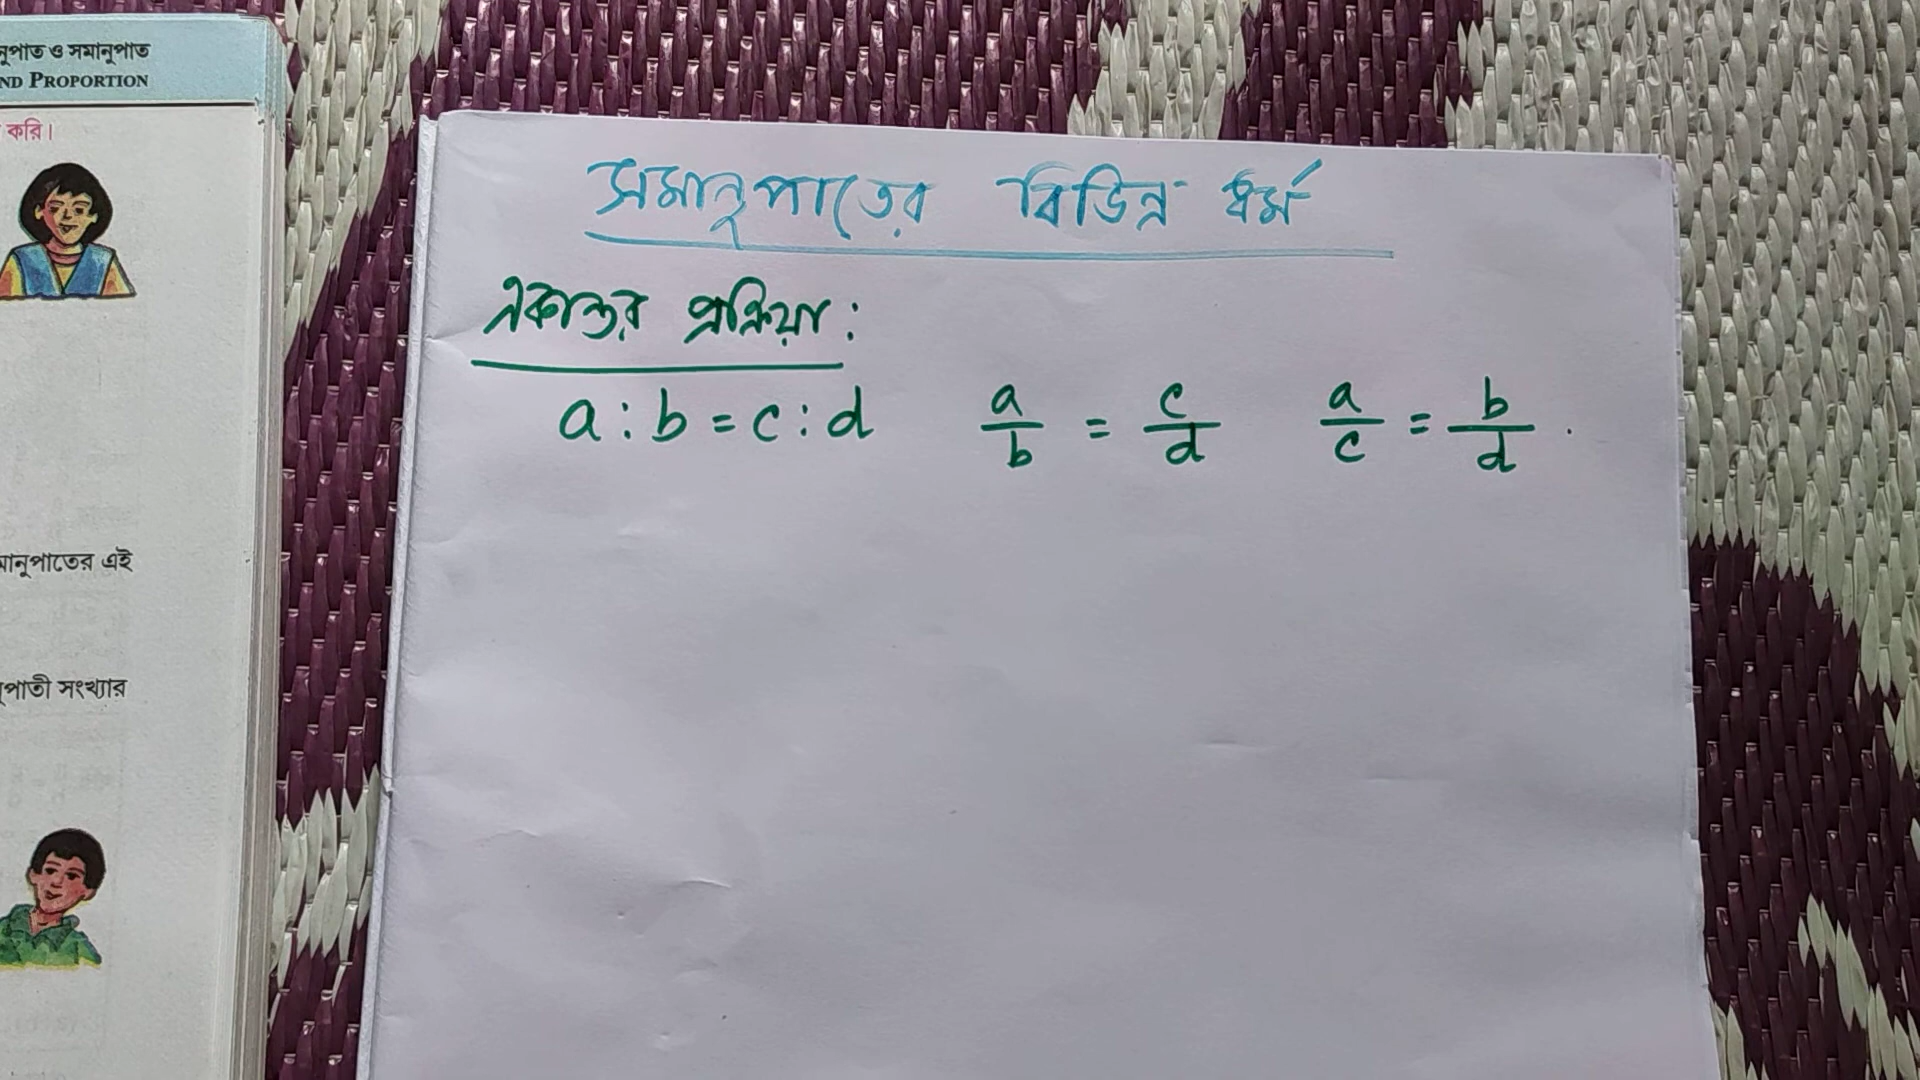 নুপাত ও সমানুপাত
ND PROPORTION
করি।
মানুপাতের এই
পাতী সংখ্যার
সমানুপাতের বিভিন্ন ধর্ম
একান্তর প্রক্রিয়া :
a : b = c : d a/b = c/d a/c = b/d .